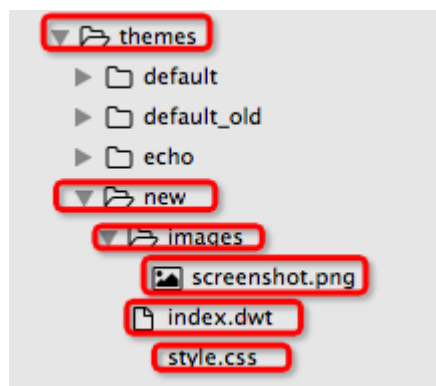 themes
default
default_old
echo
new
images
screenshot.png
index.dwt
style.css